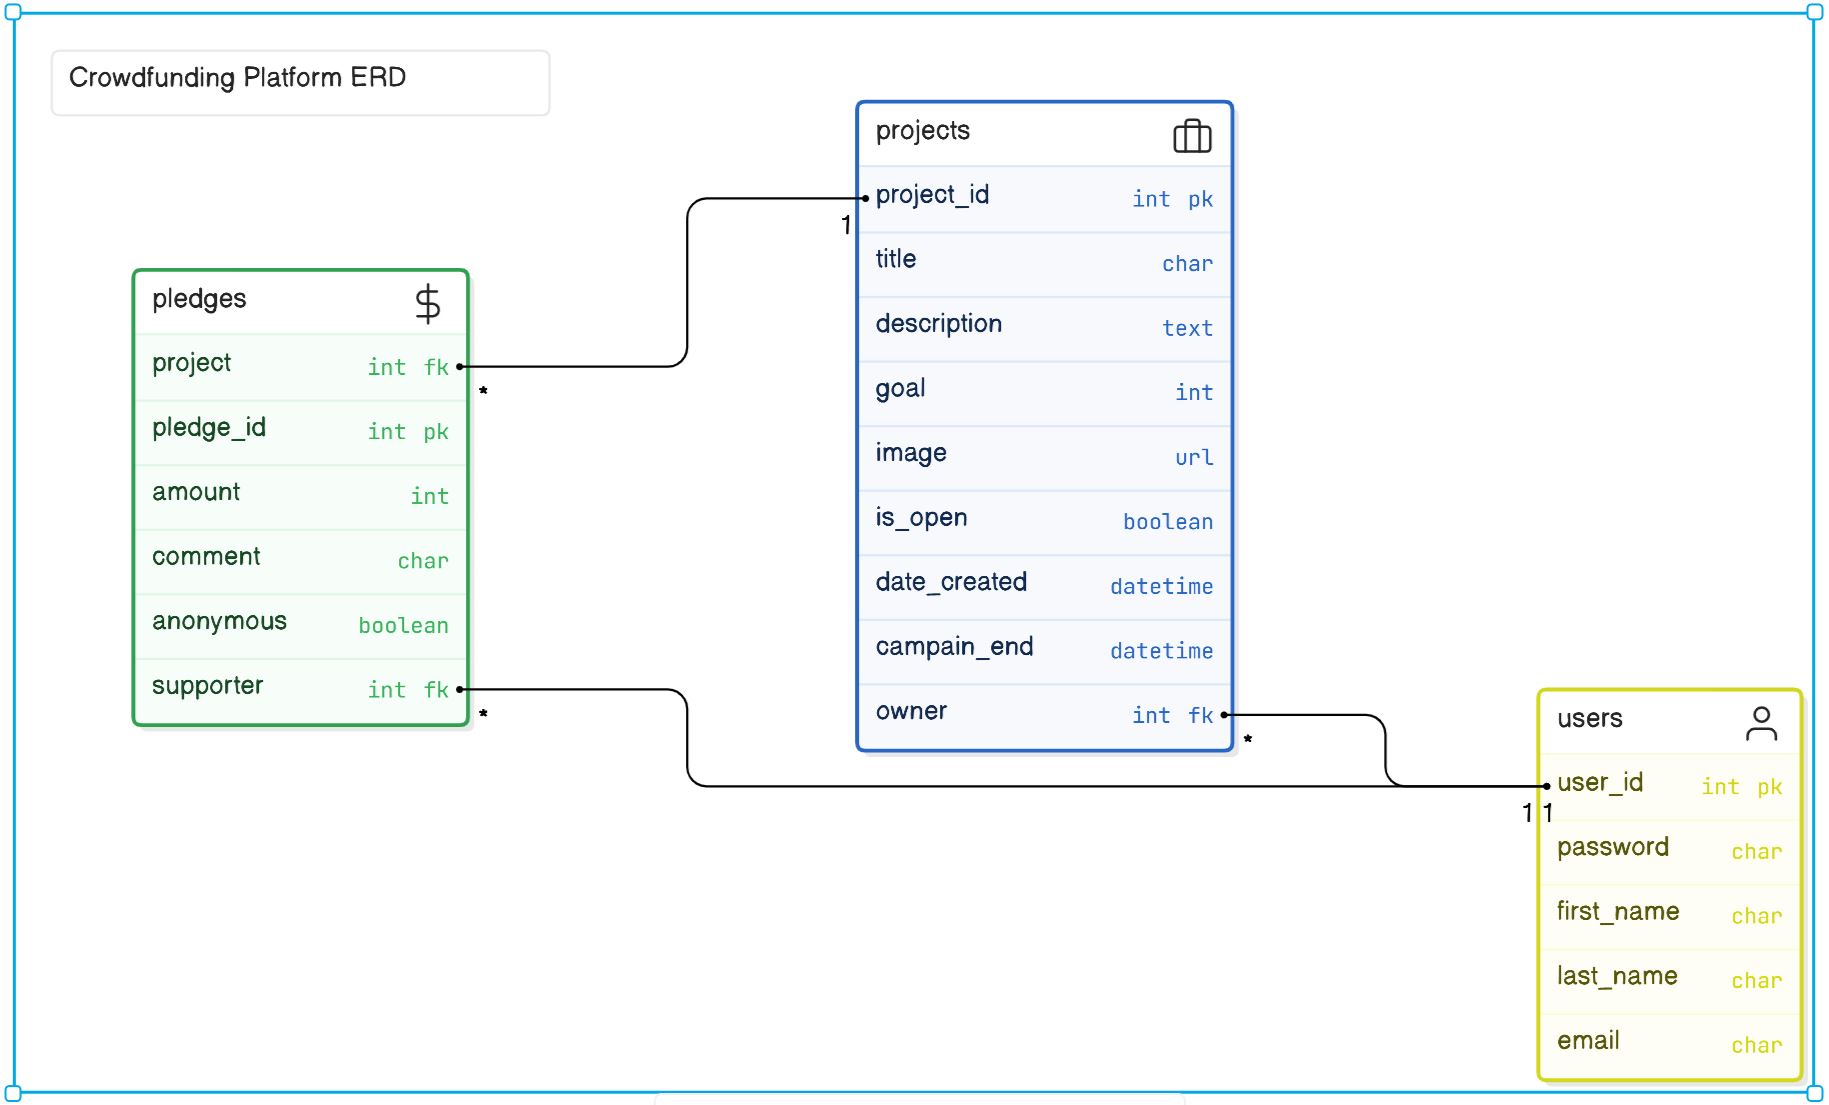 Crowdfunding Platform ERD
projects
project_id int pk
1
title char
description text
goal int
image url
is_open boolean
date_created datetime
campain_end datetime
owner int fk
*
pledges
project int fk
*
pledge_id int pk
amount int
comment char
anonymous boolean
supporter int fk
*
users
user_id int pk
1 1
password char
first_name char
last_name char
email char